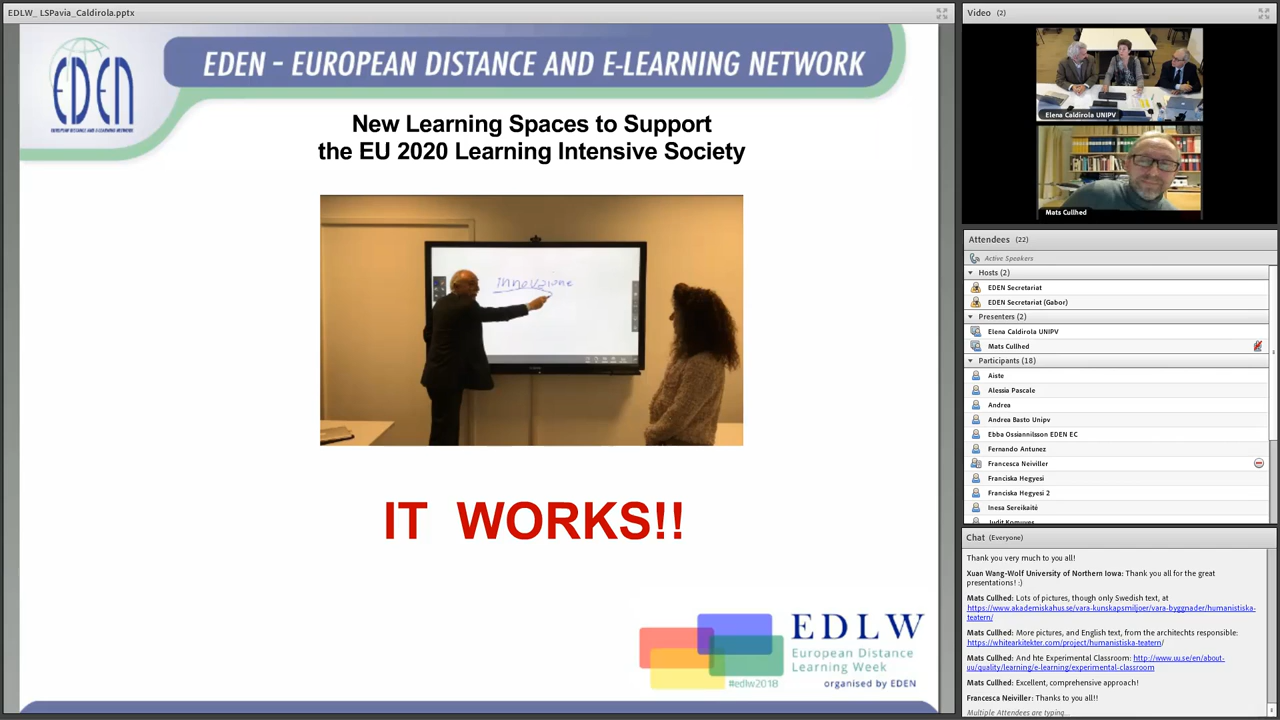 EDLW_ LSPavia_Caldirola.pptx
EDEN
EUROPEAN DISTANCE AND E-LEARNING NETWORK
EDEN – EUROPEAN DISTANCE AND E-LEARNING NETWORK
New Learning Spaces to Support
the EU 2020 Learning Intensive Society
innovazione
IT WORKS!!
EDLW
European Distance
Learning Week
#edlw2018
organised by EDEN
Video (2)
Elena Caldirola UNIPV
Mats Cullhed
Attendees (22)
Active Speakers
Hosts (2)
EDEN Secretariat
EDEN Secretariat (Gabor)
Presenters (2)
Elena Caldirola UNIPV
Mats Cullhed
Participants (18)
Aiste
Alessia Pascale
Andrea
Andrea Basto Unipv
Ebba Ossiannilsson EDEN EC
Fernando Antunez
Francesca Neiviller
Franciska Hegyesi
Franciska Hegyesi 2
Inesa Sereikaitė
Chat (Everyone)
Thank you very much to you all!
Xuan Wang-Wolf University of Northern Iowa: Thank you all for the great
presentations! :)
Mats Cullhed: Lots of pictures, though only Swedish text, at
https://www.akademiskahus.se/vara-kunskapsmiljoer/vara-byggnader/humanistiska-
teatern/
Mats Cullhed: More pictures, and English text, from the architechts responsible:
https://whitearkitekter.com/project/humanistiska-teatern/
Mats Cullhed: And hte Experimental Classroom: http://www.uu.se/en/about-
uu/quality/learning/e-learning/experimental-classroom
Mats Cullhed: Excellent, comprehensive approach!
Francesca Neiviller: Thanks to you all!!
Multiple Attendees are typing...